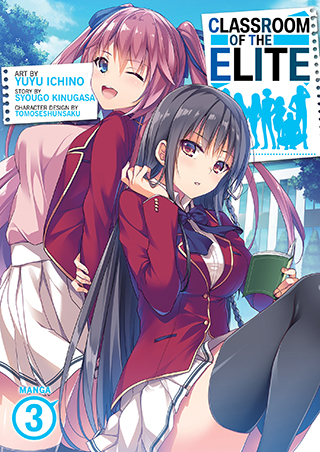 CLASSROOM
OF THE
ELITE
ART BY
YUYU ICHINO
STORY BY
SYOUGO KINUGASA
CHARACTER DESIGN BY
TOMOSESHUNSAKU
MANGA
3